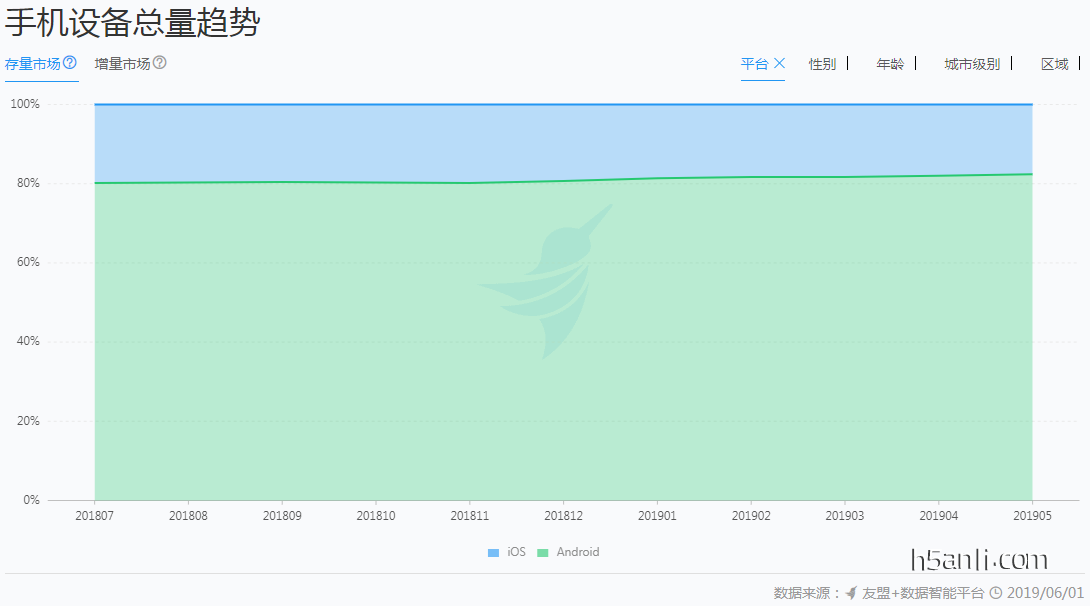 手机设备总量趋势
存量市场? 增量市场? 平台 × 性别 年龄 城市级别 区域
100%
80%
60%
40%
20%
0%
201807 201808 201809 201810 201811 201812 201901 201902 201903 201904 201905
iOS Android
h5anli.com
数据来源： 友盟+数据智能平台 2019/06/01